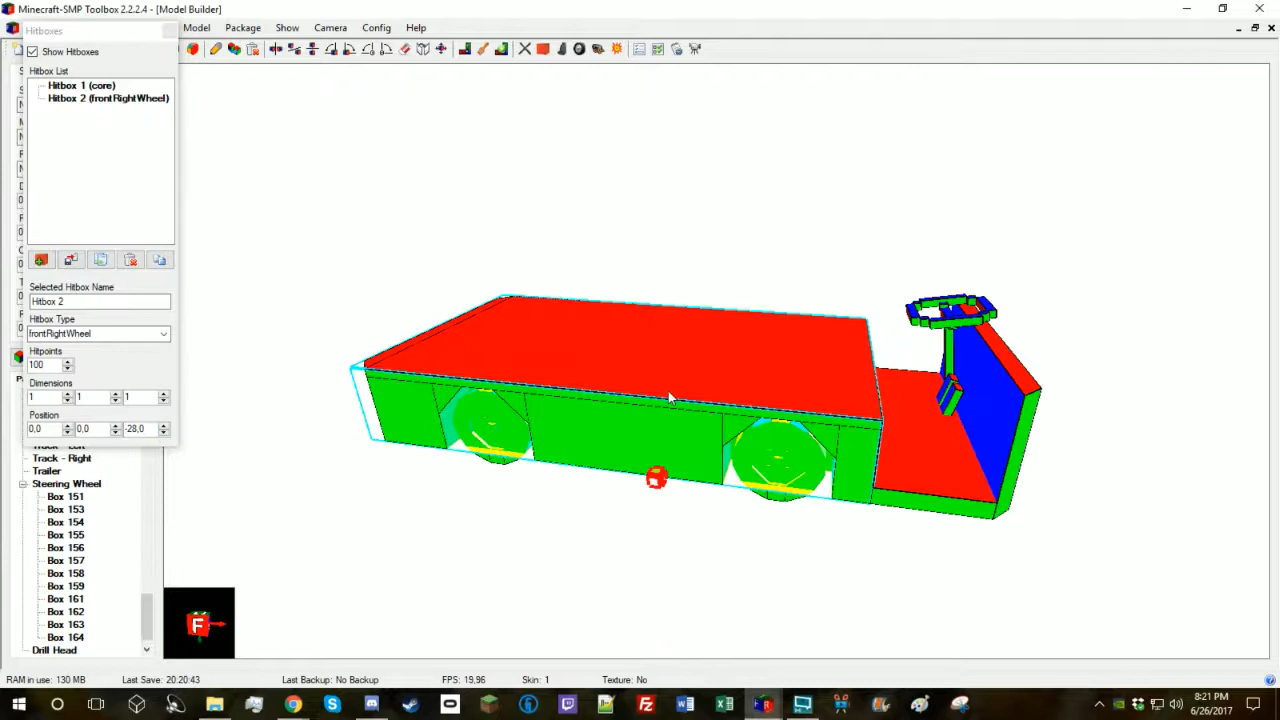 Minecraft-SMP Toolbox 2.2.2.4 - [Model Builder]
Model Package Show Camera Config Help
Hitboxes
Show Hitboxes
Hitbox List
Hitbox 1 (core)
Hitbox 2 (frontRightWheel)
Selected Hitbox Name
Hitbox 2
Hitbox Type
frontRightWheel
Hitpoints
100
Dimensions
1 1 1
Position
0,0 0,0 -28,0
Track - Right
Trailer
Steering Wheel
Box 151
Box 153
Box 154
Box 155
Box 156
Box 157
Box 158
Box 159
Box 161
Box 162
Box 163
Box 164
Drill Head
F
RAM in use: 130 MB Last Save: 20:20:43 Last Backup: No Backup FPS: 19,96 Skin: 1 Texture: No
8:21 PM
6/26/2017